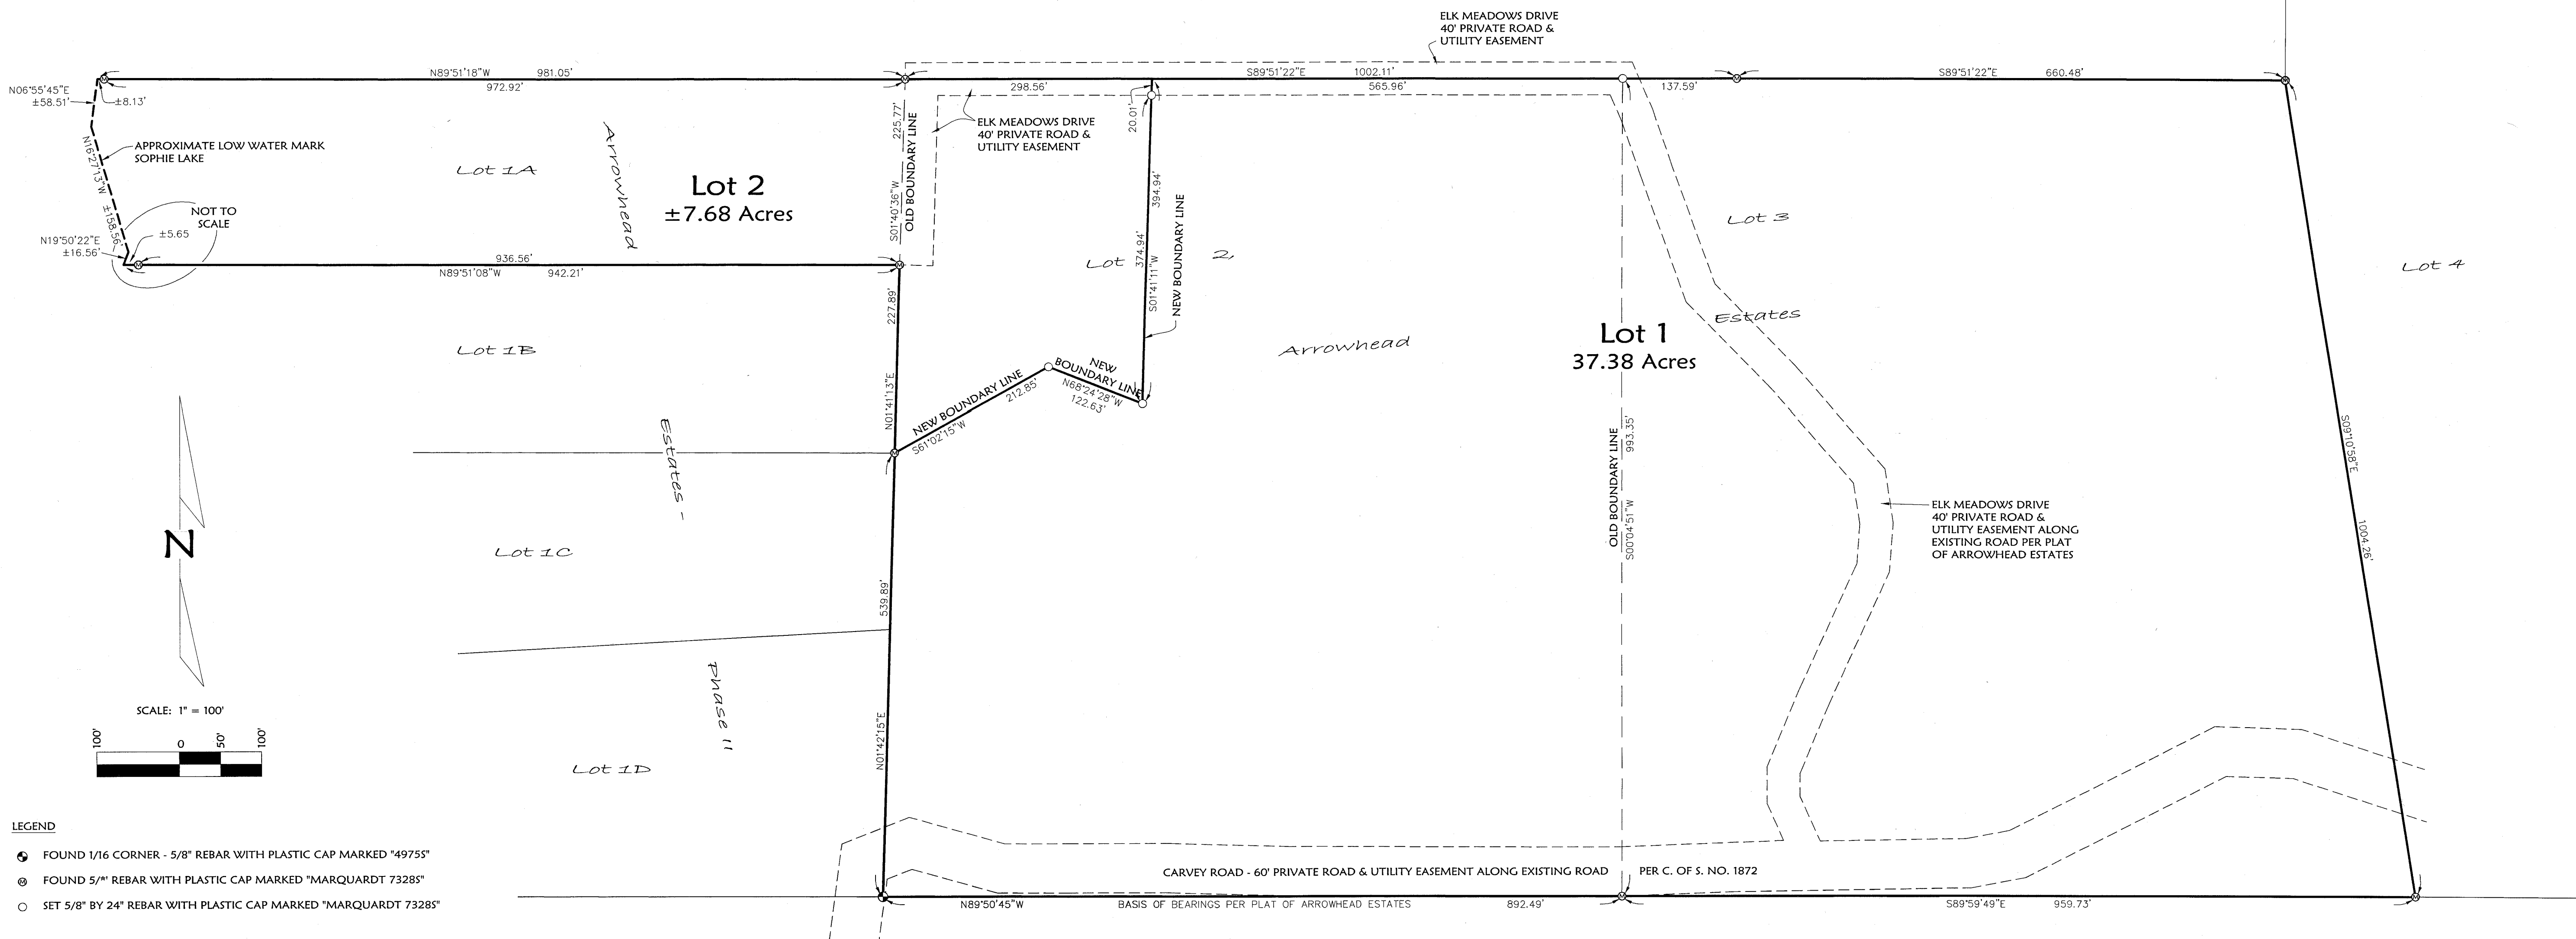 ELK MEADOWS DRIVE
40' PRIVATE ROAD &
UTILITY EASEMENT
N89°51'18"W 981.05'
972.92'
S89°51'22"E 1002.11'
298.56'
565.96'
137.59'
S89°51'22"E 660.48'
N06°55'45"E
±58.51'
±8.13'
N16°27'13"W ±158.56'
APPROXIMATE LOW WATER MARK
SOPHIE LAKE
NOT TO
SCALE
N19°50'22"E
±16.56'
±5.65
936.56'
N89°51'08"W 942.21'
Lot 1A
Arrowhead
Lot 2
±7.68 Acres
S01°40'36"W 225.77'
OLD BOUNDARY LINE
ELK MEADOWS DRIVE
40' PRIVATE ROAD &
UTILITY EASEMENT
20.01'
394.94'
374.94'
S01°41'11"W
NEW BOUNDARY LINE
Lot 2,
Lot 3
Lot 4
Estates
Lot 1
37.38 Acres
Arrowhead
Lot 1B
227.89'
N01°41'13"E
NEW BOUNDARY LINE
S61°02'15"W 212.85'
NEW
BOUNDARY LINE
N68°24'28"W
122.63'
OLD BOUNDARY LINE
S00°04'51"W 993.35'
S09°10'58"E 1004.26'
Estates -
Lot 1C
ELK MEADOWS DRIVE
40' PRIVATE ROAD &
UTILITY EASEMENT ALONG
EXISTING ROAD PER PLAT
OF ARROWHEAD ESTATES
N
539.89'
N01°42'15"E
Phase II
Lot 1D
SCALE: 1" = 100'
100' 0 50' 100'
LEGEND
FOUND 1/16 CORNER - 5/8" REBAR WITH PLASTIC CAP MARKED "4975S"
M FOUND 5/"' REBAR WITH PLASTIC CAP MARKED "MARQUARDT 7328S"
SET 5/8" BY 24" REBAR WITH PLASTIC CAP MARKED "MARQUARDT 7328S"
CARVEY ROAD - 60' PRIVATE ROAD & UTILITY EASEMENT ALONG EXISTING ROAD PER C. OF S. NO. 1872
N89°50'45"W BASIS OF BEARINGS PER PLAT OF ARROWHEAD ESTATES 892.49'
S89°59'49"E 959.73'